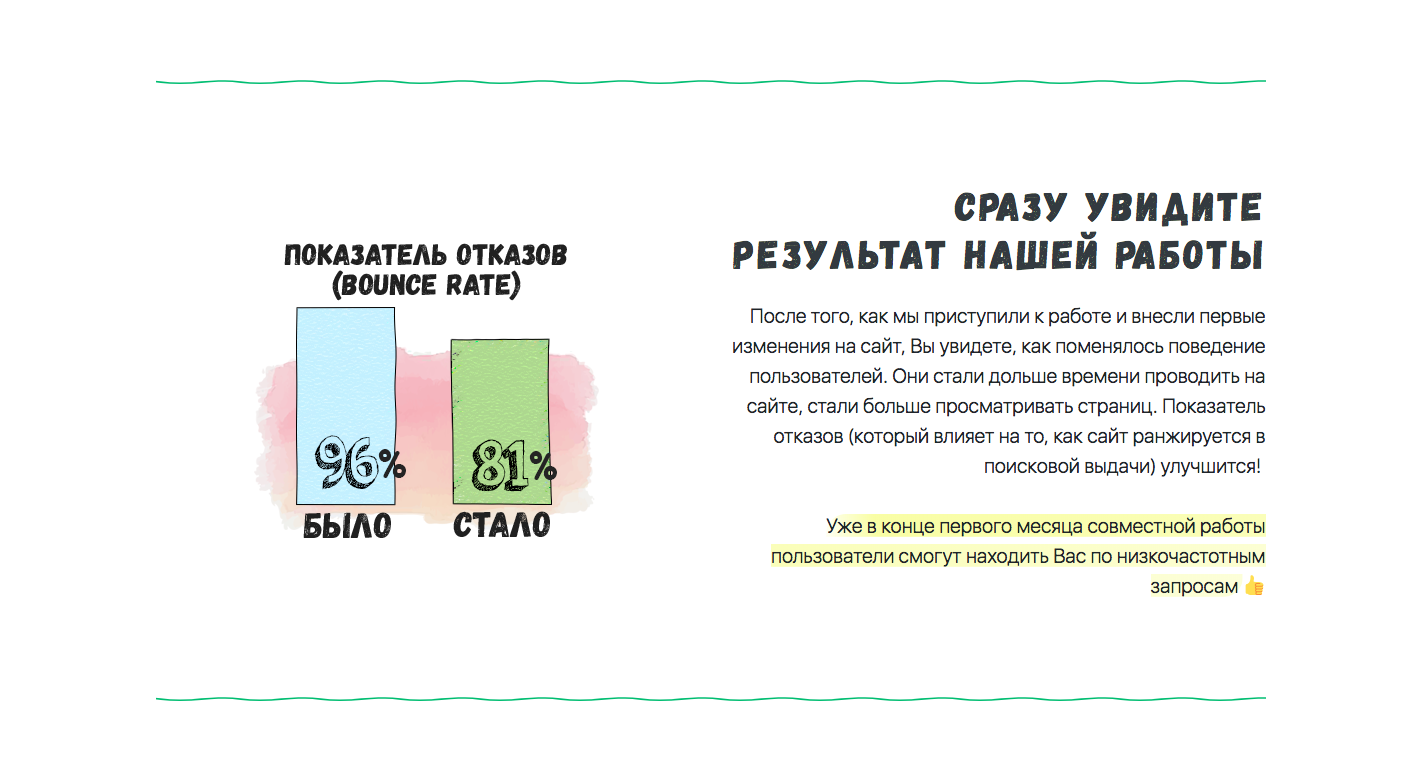 ПОКАЗАТЕЛЬ ОТКАЗОВ
(BOUNCE RATE)
96%
81%
БЫЛО
СТАЛО
СРАЗУ УВИДИТЕ
РЕЗУЛЬТАТ НАШЕЙ РАБОТЫ
После того, как мы приступили к работе и внесли первые
изменения на сайт, Вы увидете, как поменялось поведение
пользователей. Они стали дольше времени проводить на
сайте, стали больше просматривать страниц. Показатель
отказов (который влияет на то, как сайт ранжируется в
поисковой выдачи) улучшится!
Уже в конце первого месяца совместной работы
пользователи смогут находить Вас по низкочастотным
запросам 👍